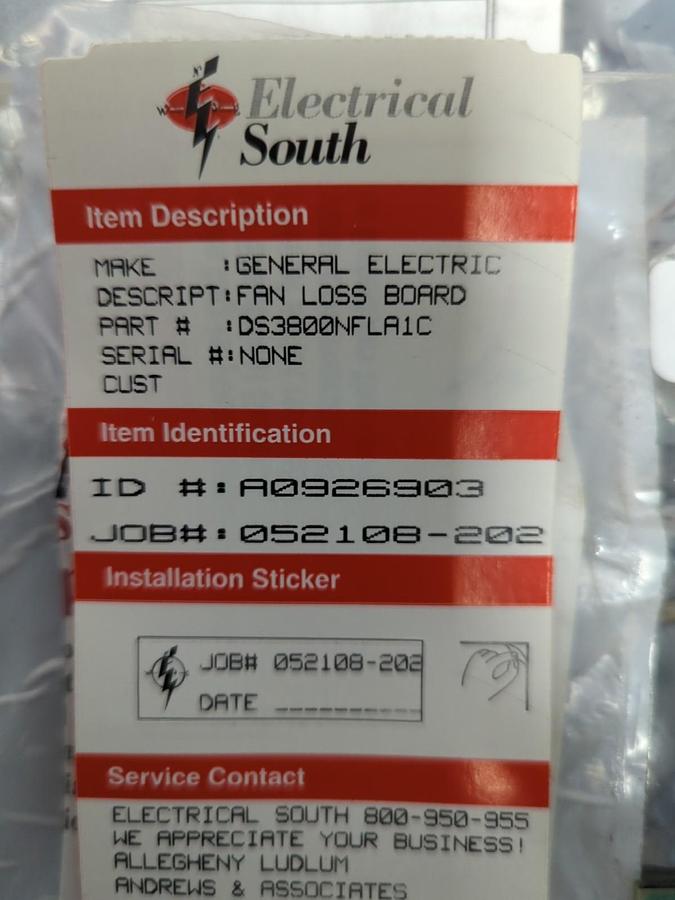 Electrical
South
Item Description
MAKE :GENERAL ELECTRIC
DESCRIPT:FAN LOSS BOARD
PART # :DS3800NFLA1C
SERIAL #:NONE
CUST
Item Identification
ID #:A0926903
JOB#:052108-202
Installation Sticker
JOB# 052108-202
DATE __________
Service Contact
ELECTRICAL SOUTH 800-950-955
WE APPRECIATE YOUR BUSINESS!
ALLEGHENY LUDLUM
ANDREWS & ASSOCIATES